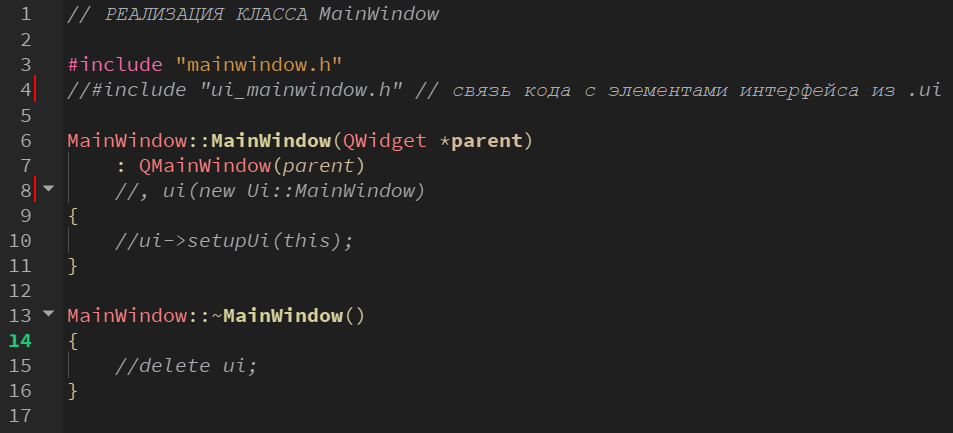 1 // РЕАЛИЗАЦИЯ КЛАССА MainWindow
2
3 #include "mainwindow.h"
4 //#include "ui_mainwindow.h" // связь кода с элементами интерфейса из .ui
5
6 MainWindow::MainWindow(QWidget *parent)
7     : QMainWindow(parent)
8     //, ui(new Ui::MainWindow)
9 {
10     //ui->setupUi(this);
11 }
12
13 MainWindow::~MainWindow()
14 {
15     //delete ui;
16 }
17